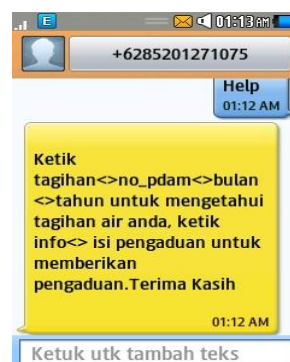 E
01:13 AM
+6285201271075
Help
01:12 AM
Ketik
tagihan<>no_pdam<>bulan
<>tahun untuk mengetahui
tagihan air anda, ketik
info<> isi pengaduan untuk
memberikan
pengaduan.Terima Kasih
01:12 AM
Ketuk utk tambah teks